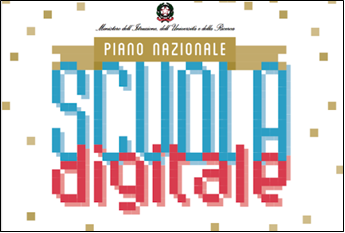 Ministero dell'Istruzione, dell'Università e della Ricerca
PIANO NAZIONALE
SCUOLA
digitale